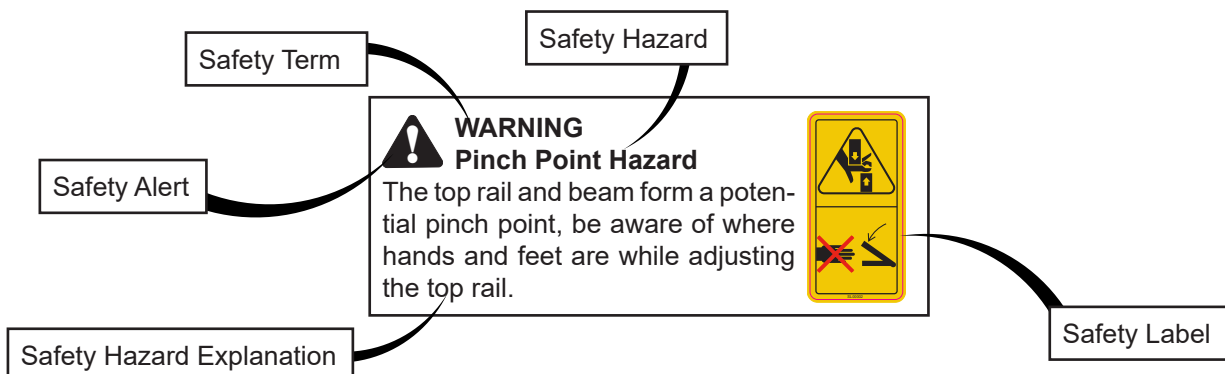 Safety Hazard
Safety Term
WARNING
Pinch Point Hazard
Safety Alert
The top rail and beam form a poten-
tial pinch point, be aware of where
hands and feet are while adjusting
the top rail.
Safety Label
Safety Hazard Explanation